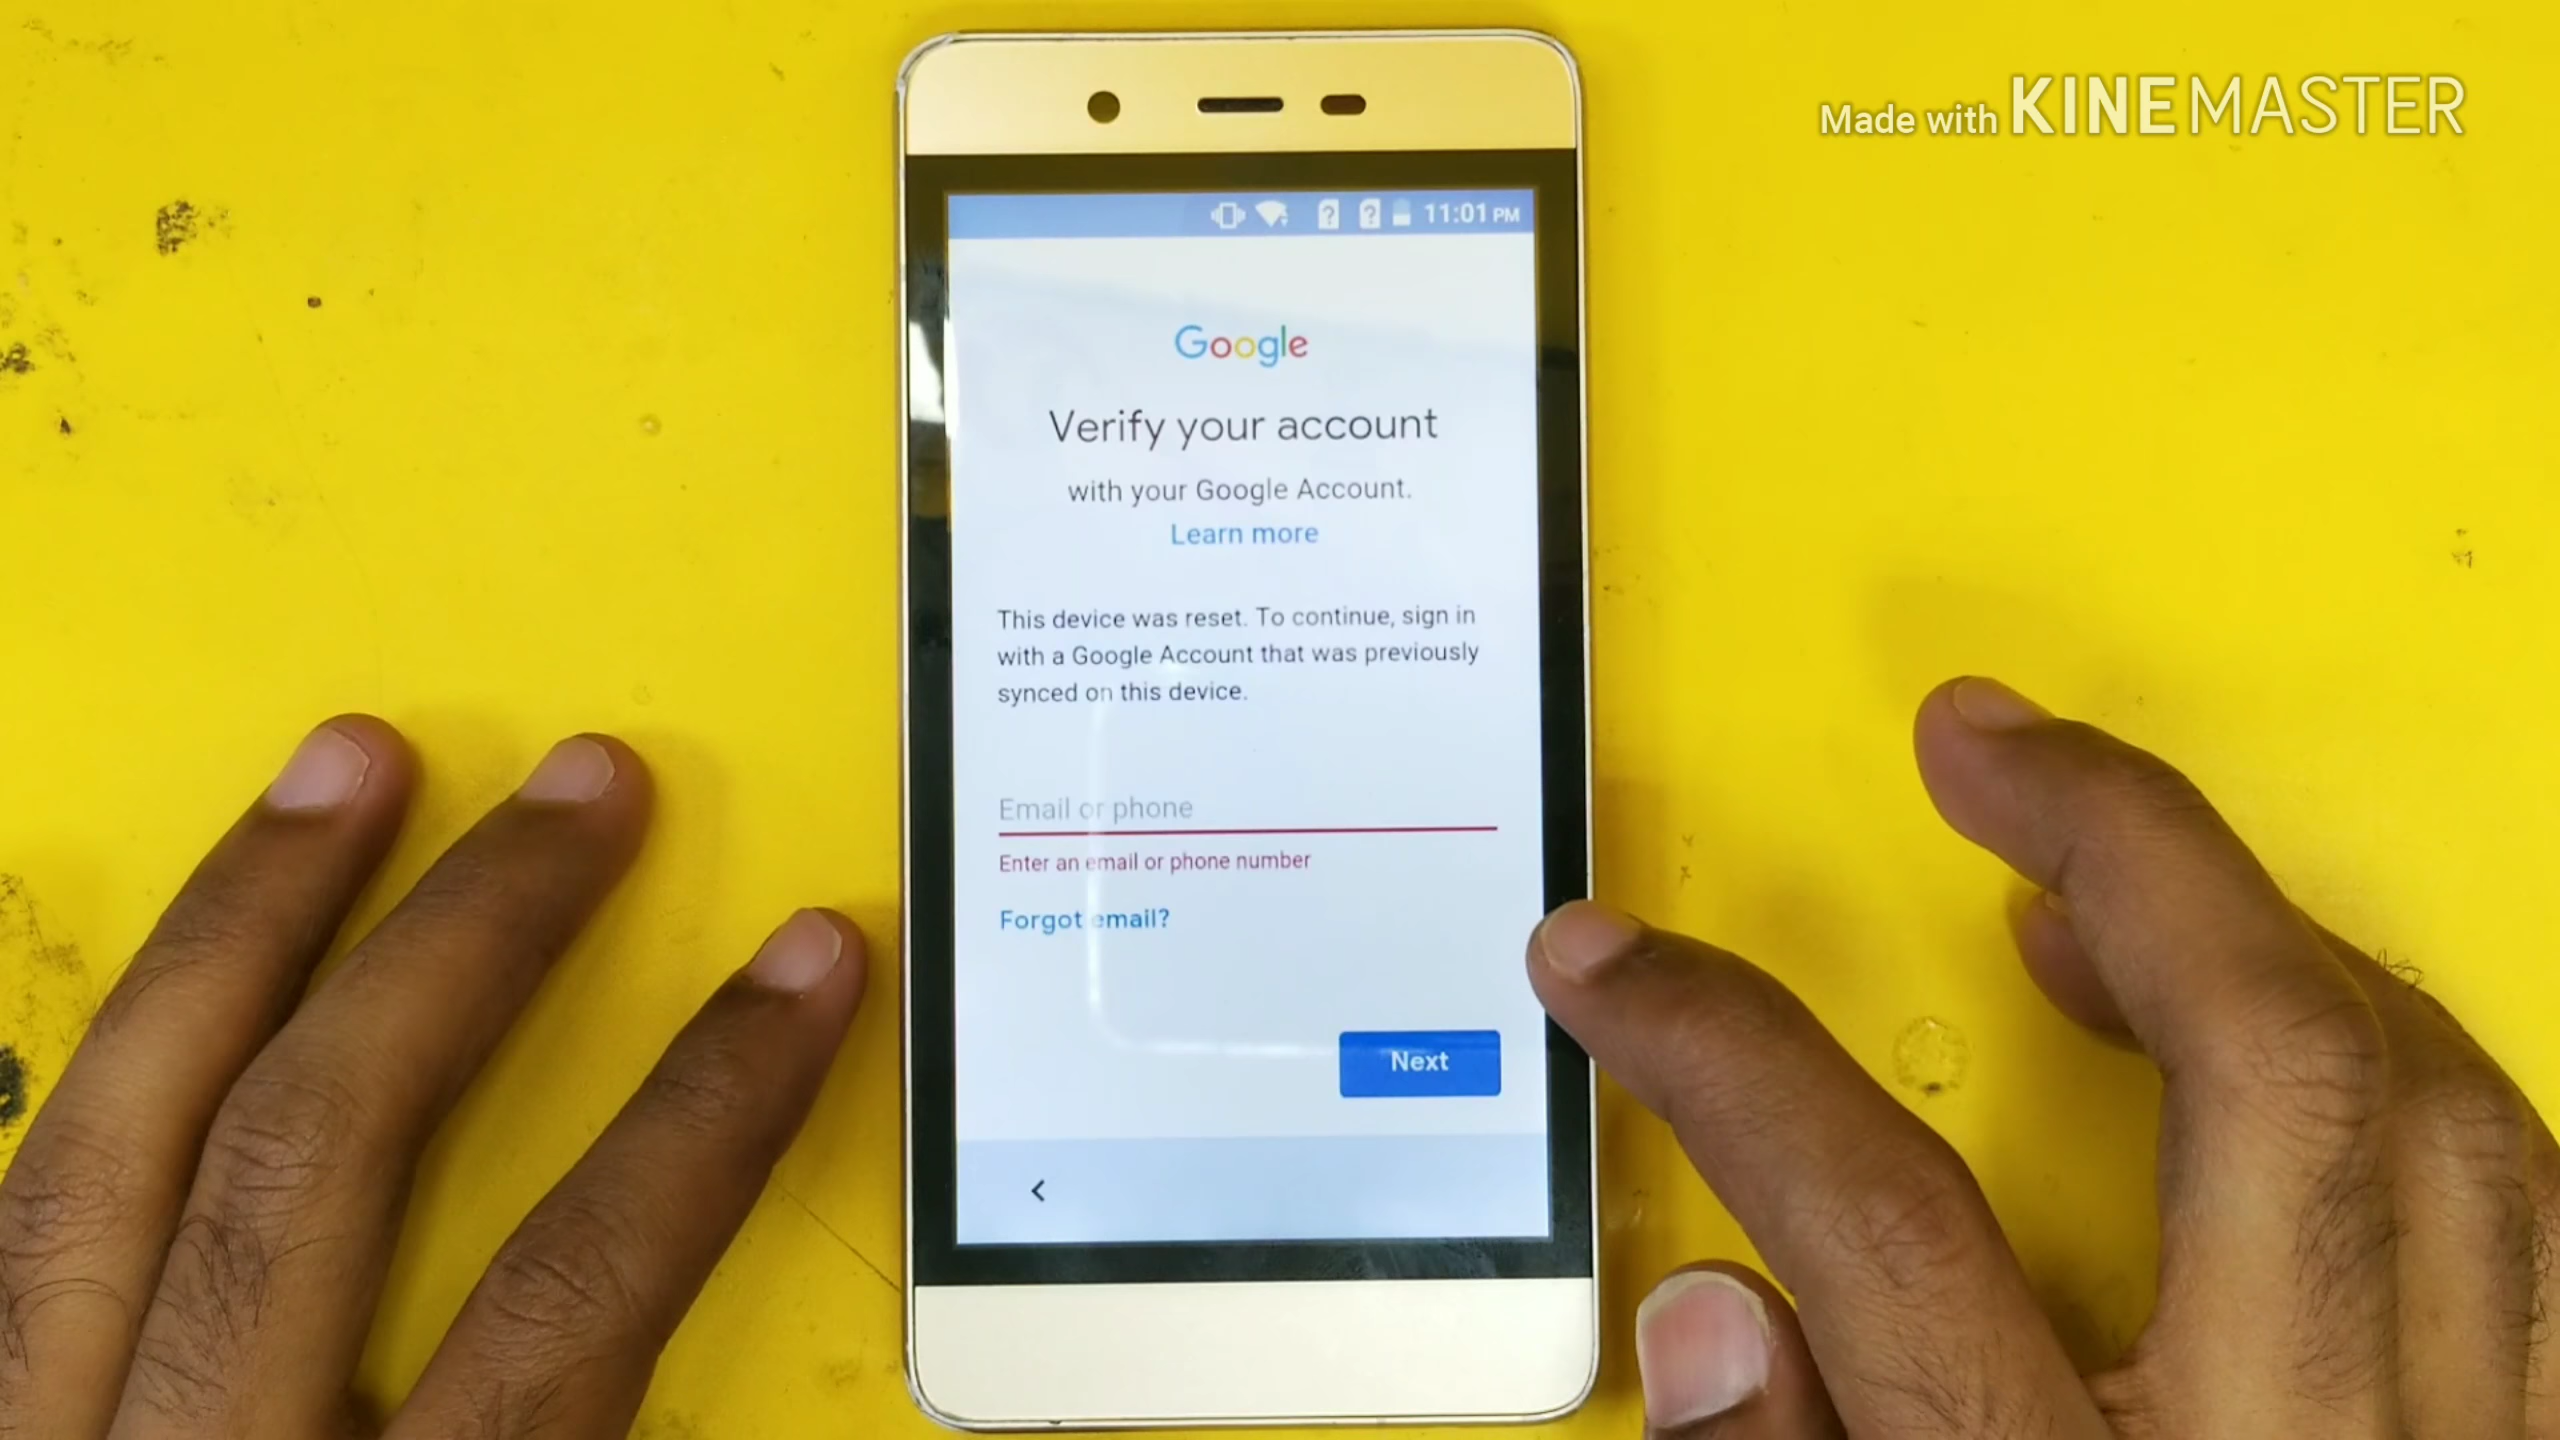 Made with KINEMASTER
11:01 PM
Google
Verify your account
with your Google Account.
Learn more
This device was reset. To continue, sign in
with a Google Account that was previously
synced on this device.
Email or phone
Enter an email or phone number
Forgot email?
Next